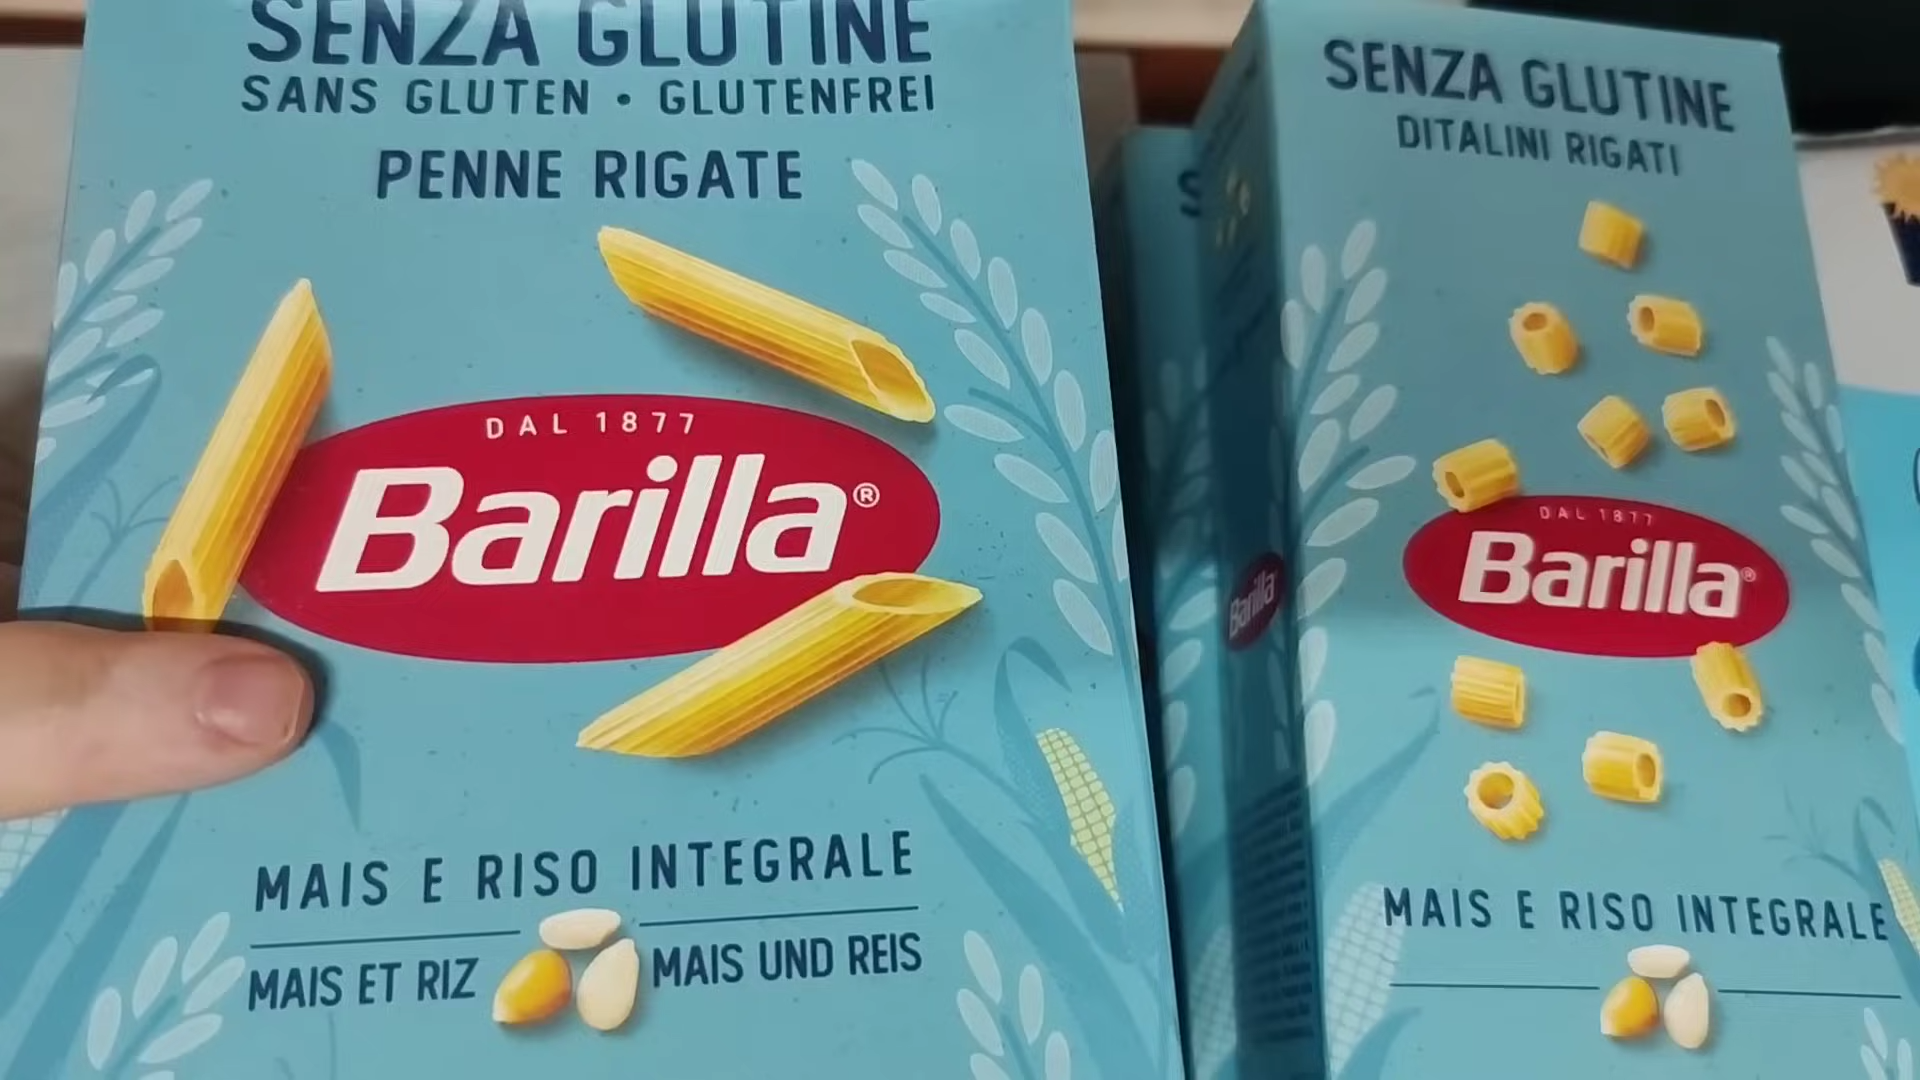 SENZA GLUTINE
SANS GLUTEN • GLUTENFREI
PENNE RIGATE
DAL 1877
Barilla®
MAIS E RISO INTEGRALE
MAIS ET RIZ
MAIS UND REIS
SENZA GLUTINE
DITALINI RIGATI
DAL 1877
Barilla®
MAIS E RISO INTEGRALE
Barilla